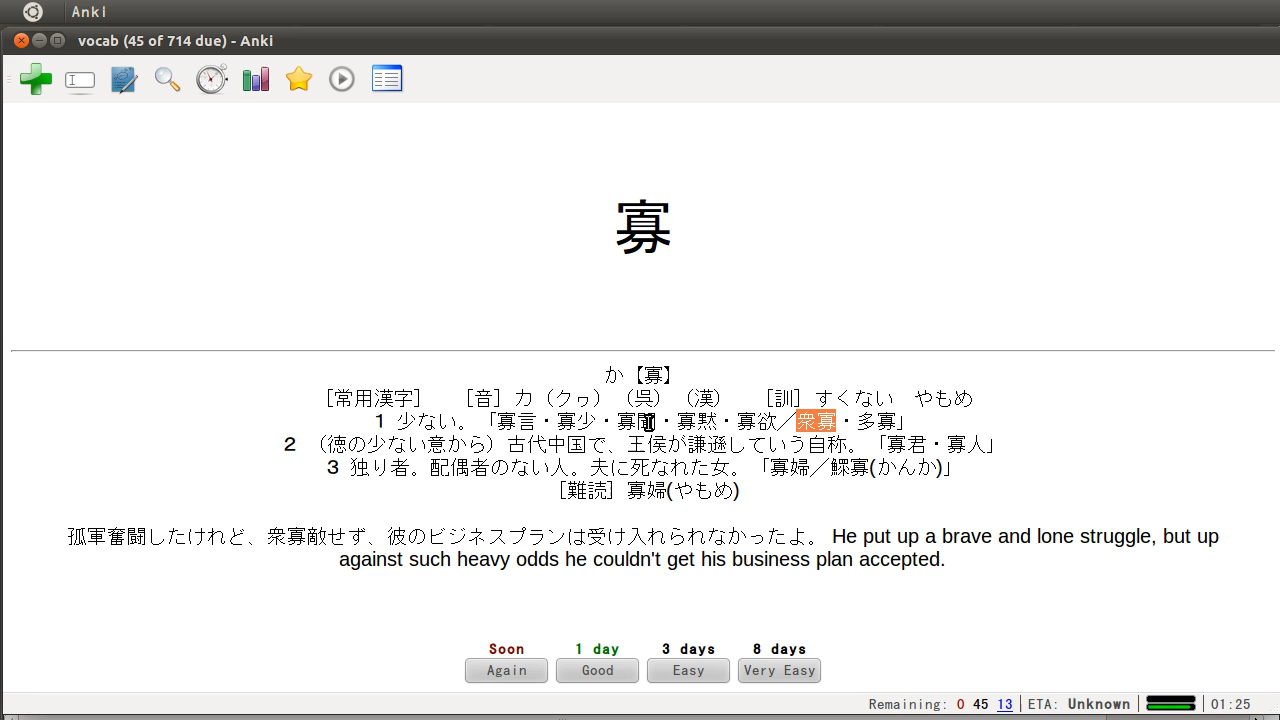 Anki
vocab (45 of 714 due) - Anki
寡
か【寡】
［常用漢字］　［音］カ（クヮ）（呉）（漢）　［訓］すくない　やもめ
1 少ない。「寡言・寡少・寡聞・寡黙・寡欲／衆寡・多寡」
2 （徳の少ない意から）古代中国で、王侯が謙遜していう自称。「寡君・寡人」
3 独り者。配偶者のない人。夫に死なれた女。「寡婦／鰥寡(かんか)」
［難読］寡婦(やもめ)
孤軍奮闘したけれど、衆寡敵せず、彼のビジネスプランは受け入れられなかったよ。 He put up a brave and lone struggle, but up
against such heavy odds he couldn't get his business plan accepted.
Soon 1 day 3 days 8 days
Again Good Easy Very Easy
Remaining: 0 45 13 ETA: Unknown 01:25